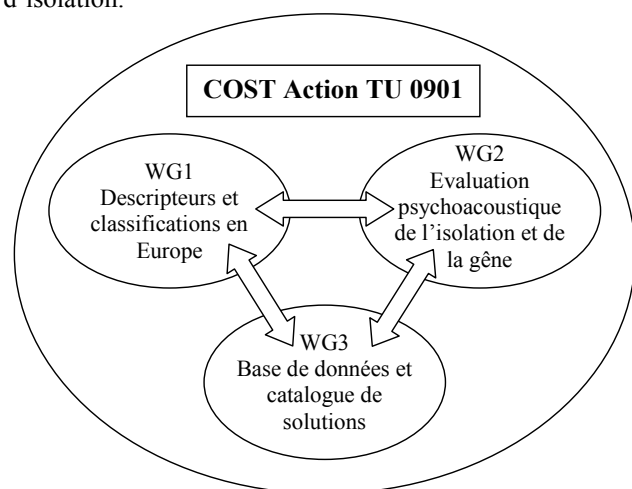 d'isolation.
COST Action TU 0901
WG1
Descripteurs et
classifications en
Europe
WG2
Evaluation
psychoacoustique
de l'isolation et de
la gêne
WG3
Base de données et
catalogue de
solutions